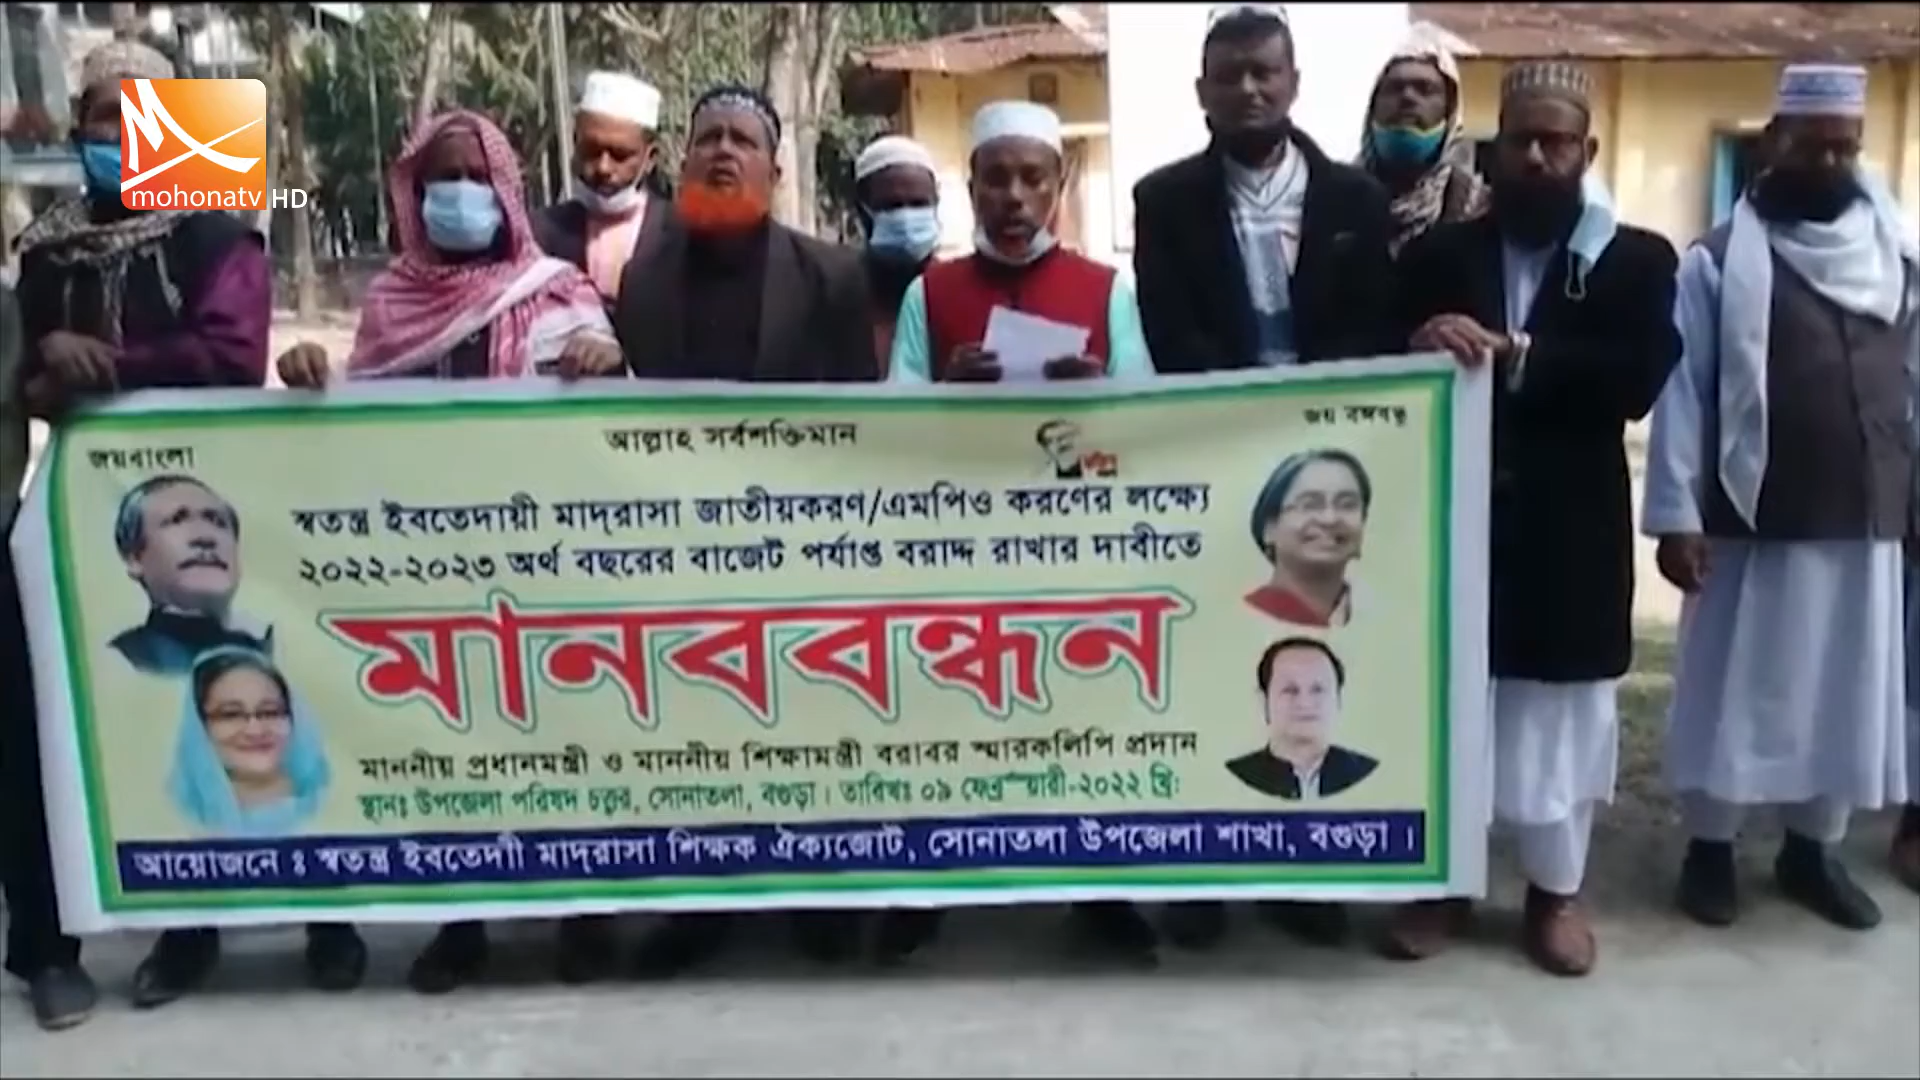 mohonatv HD
জয়বাংলা
আল্লাহ সর্বশক্তিমান
জয় বঙ্গবন্ধু
স্বতন্ত্র ইবতেদায়ী মাদ্রাসা জাতীয়করণ/এমপিও করণের লক্ষ্যে
২০২২-২০২৩ অর্থ বছরের বাজেট পর্যাপ্ত বরাদ্দ রাখার দাবীতে
মানববন্ধন
মাননীয় প্রধানমন্ত্রী ও মাননীয় শিক্ষামন্ত্রী বরাবর স্মারকলিপি প্রদান
স্থানঃ উপজেলা পরিষদ চত্ত্বর, সোনাতলা, বগুড়া। তারিখঃ ০৯ ফেব্রুয়ারী-২০২২ খ্রি:
আয়োজনে ঃ স্বতন্ত্র ইবতেদাী মাদ্রাসা শিক্ষক ঐক্যজোট, সোনাতলা উপজেলা শাখা, বগুড়া ।